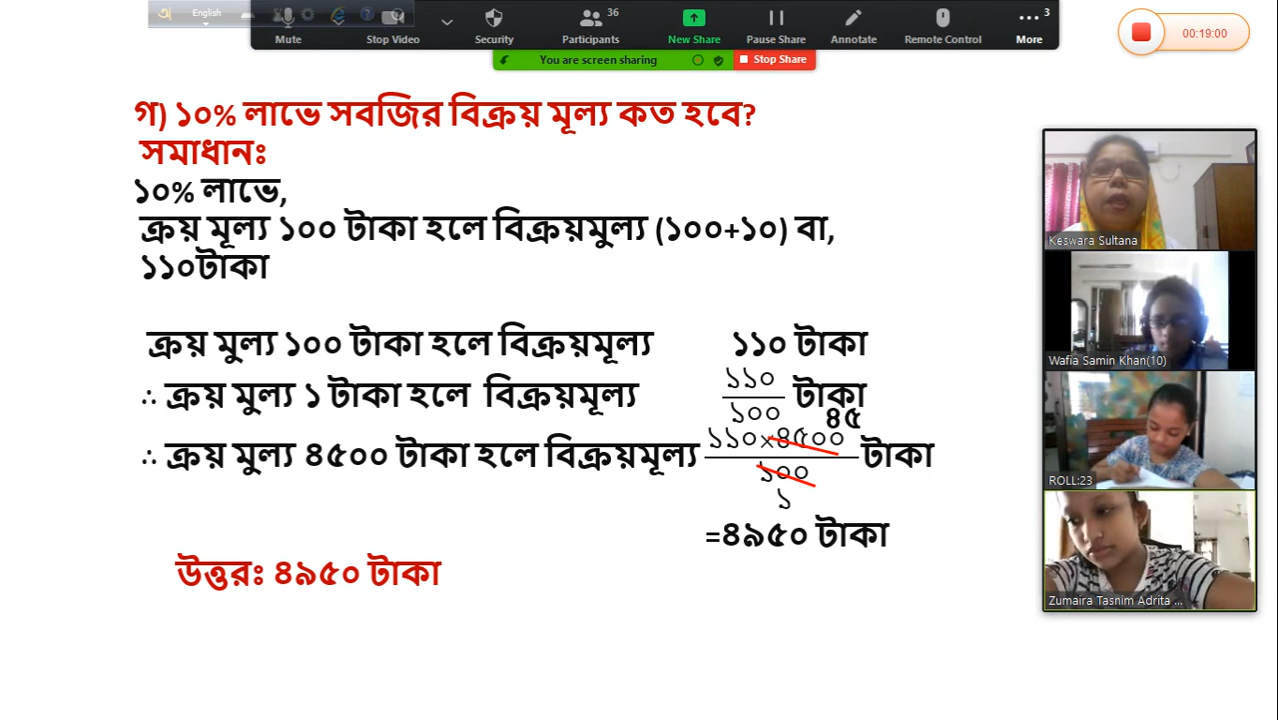 English
Mute
Stop Video
Security
36
Participants
New Share
Pause Share
Annotate
Remote Control
3
More
You are screen sharing
Stop Share
00:19:00
গ) ১০% লাভে সবজির বিক্রয় মূল্য কত হবে?
সমাধানঃ
১০% লাভে,
ক্রয় মূল্য ১০০ টাকা হলে বিক্রয়মুল্য (১০০+১০) বা,
১১০টাকা
ক্রয় মুল্য ১০০ টাকা হলে বিক্রয়মূল্য ১১০ টাকা
∴ ক্রয় মুল্য ১ টাকা হলে বিক্রয়মূল্য ১১০/১০০ টাকা
৪৫
∴ ক্রয় মুল্য ৪৫০০ টাকা হলে বিক্রয়মূল্য ১১০×৪৫০০/১০০ টাকা
১
=৪৯৫০ টাকা
উত্তরঃ ৪৯৫০ টাকা
Keswara Sultana
Wafia Samin Khan(10)
ROLL:23
Zumaira Tasnim Adrita ...